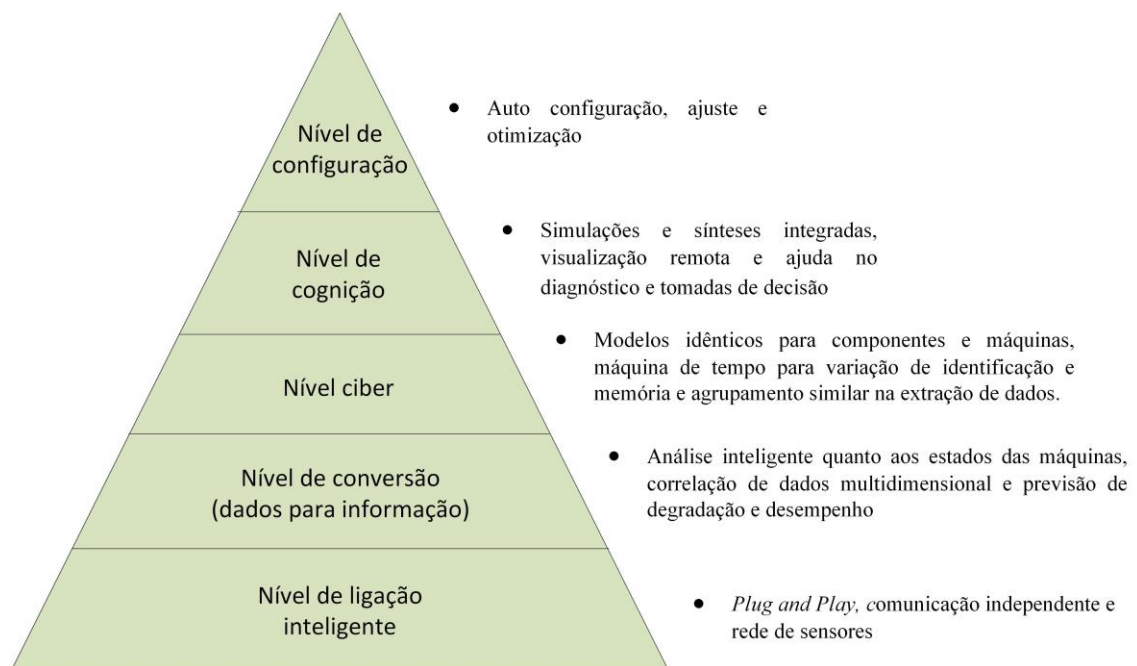 Nível de
configuração
● Auto configuração, ajuste e
otimização
Nível de
cognição
● Simulações e sínteses integradas,
visualização remota e ajuda no
diagnóstico e tomadas de decisão
Nível ciber
● Modelos idênticos para componentes e máquinas,
máquina de tempo para variação de identificação e
memória e agrupamento similar na extração de dados.
Nível de conversão
(dados para informação)
● Análise inteligente quanto aos estados das máquinas,
correlação de dados multidimensional e previsão de
degradação e desempenho
Nível de ligação
inteligente
● Plug and Play, comunicação independente e
rede de sensores